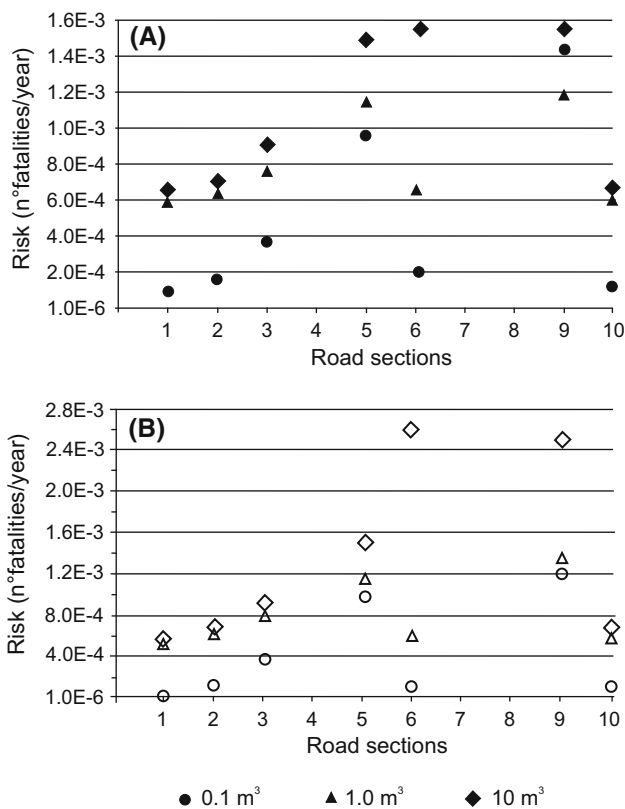 (A)
Risk (n°fatalities/year)
1.6E-3
1.4E-3
1.2E-3
1.0E-3
8.0E-4
6.0E-4
4.0E-4
2.0E-4
1.0E-6
1 2 3 4 5 6 7 8 9 10
Road sections
(B)
Risk (n°fatalities/year)
2.8E-3
2.4E-3
2.0E-3
1.6E-3
1.2E-3
8.0E-4
4.0E-4
1.0E-6
1 2 3 4 5 6 7 8 9 10
Road sections
0.1 m³ 1.0 m³ 10 m³